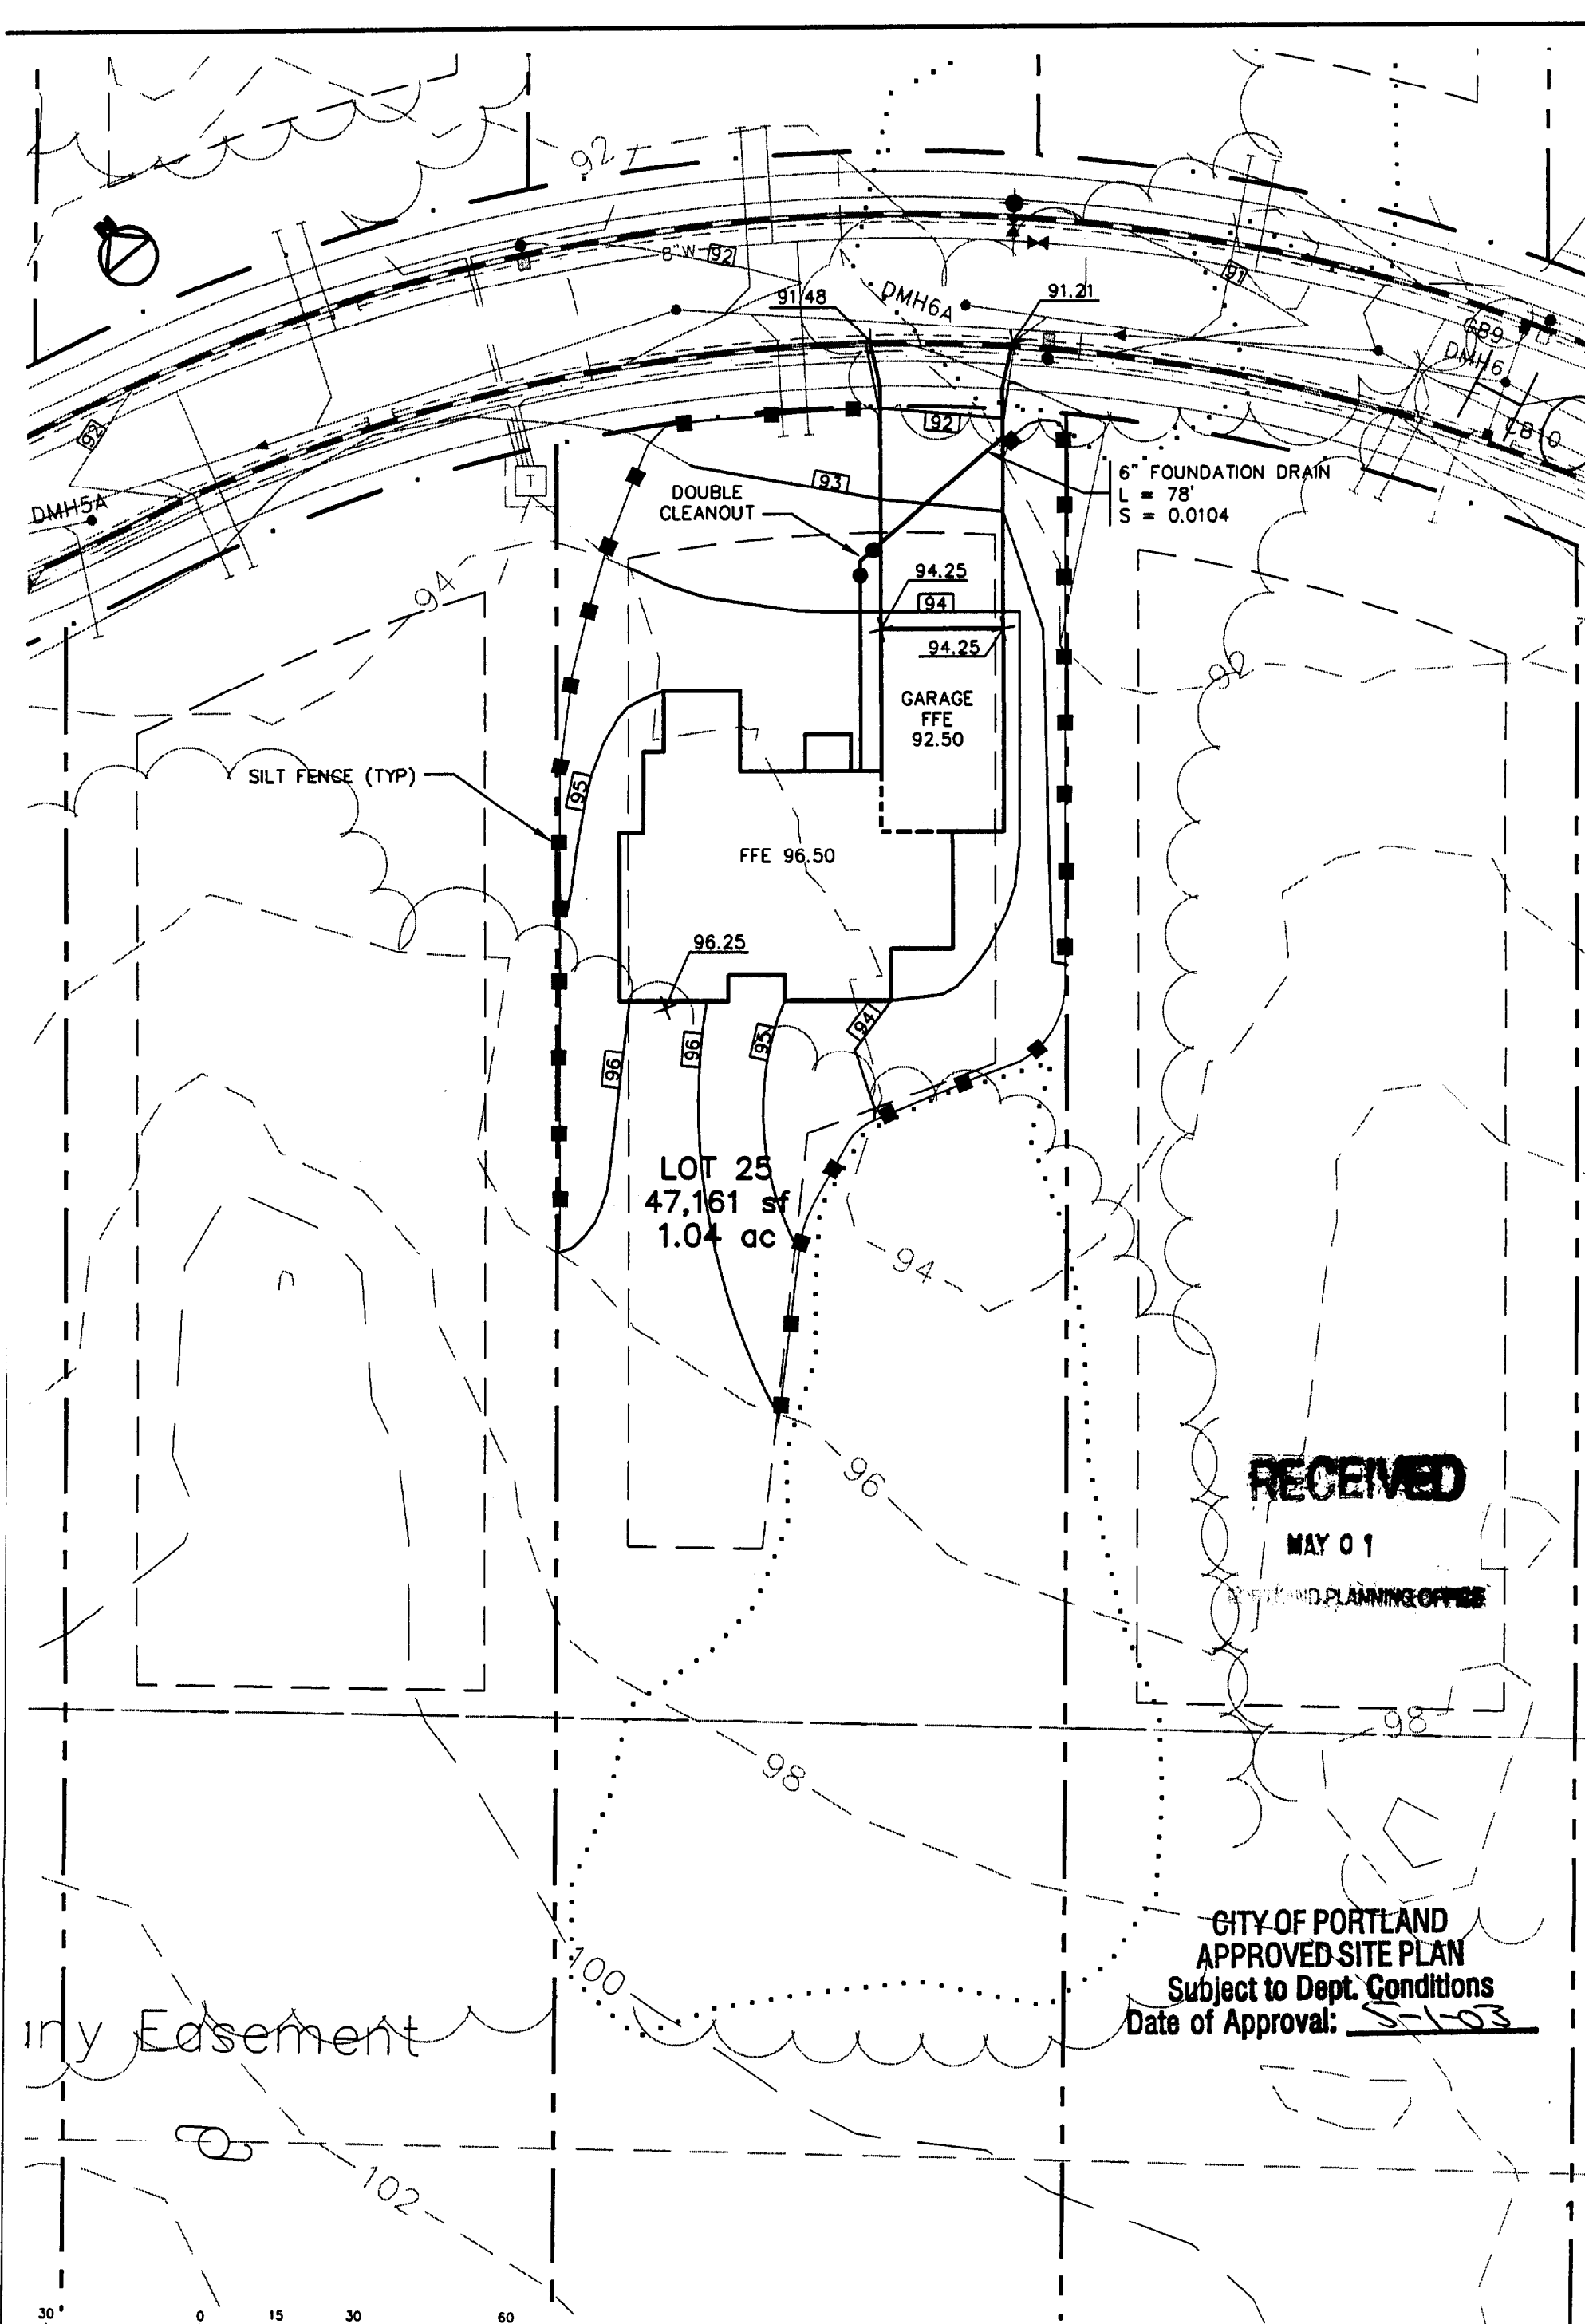 92
8" W 92
91
91.48
DMH6A
91.21
CB9
DMH6
CB10
92
92
DMH5A
T
93
DOUBLE
CLEANOUT
6" FOUNDATION DRAIN
L = 78'
S = 0.0104
94
94.25
94
94.25
92
GARAGE
FFE
92.50
SILT FENCE (TYP)
95
FFE 96.50
96.25
96
96
95
94
LOT 25
47,161 sf
1.04 ac
94
96
RECEIVED
MAY 0 1
PLANNING OFFICE
98
98
100
CITY OF PORTLAND
APPROVED SITE PLAN
Subject to Dept. Conditions
Date of Approval: 5-1-03
Easement
102
30 0 15 30 60